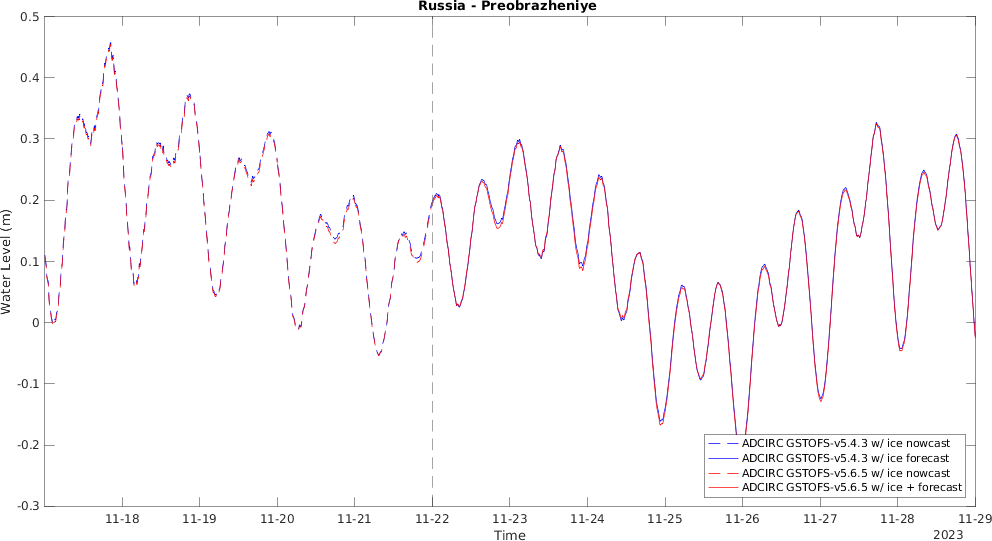 Russia - Preobrazheniye
0.5
0.4
0.3
0.2
0.1
0
-0.1
-0.2
-0.3
Water Level (m)
ADCIRC GSTOFS-v5.4.3 w/ ice nowcast
ADCIRC GSTOFS-v5.4.3 w/ ice forecast
ADCIRC GSTOFS-v5.6.5 w/ ice nowcast
ADCIRC GSTOFS-v5.6.5 w/ ice + forecast
11-18 11-19 11-20 11-21 11-22 11-23 11-24 11-25 11-26 11-27 11-28 11-29
Time
2023